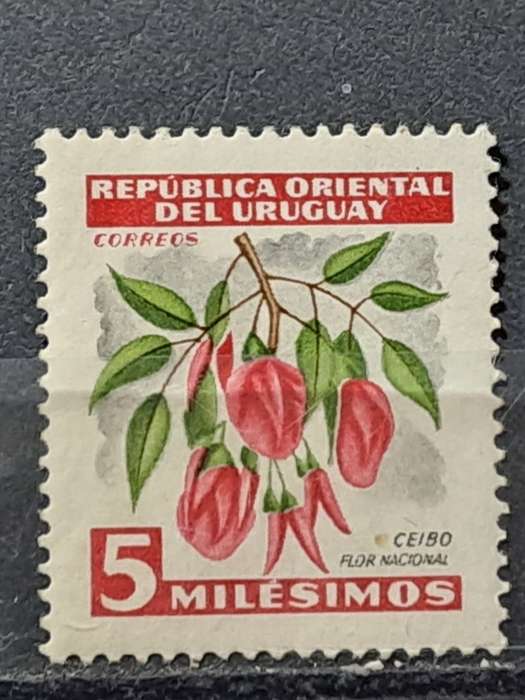 REPÚBLICA ORIENTAL
DEL URUGUAY
CORREOS
CEIBO
FLOR NACIONAL
5 MILÉSIMOS